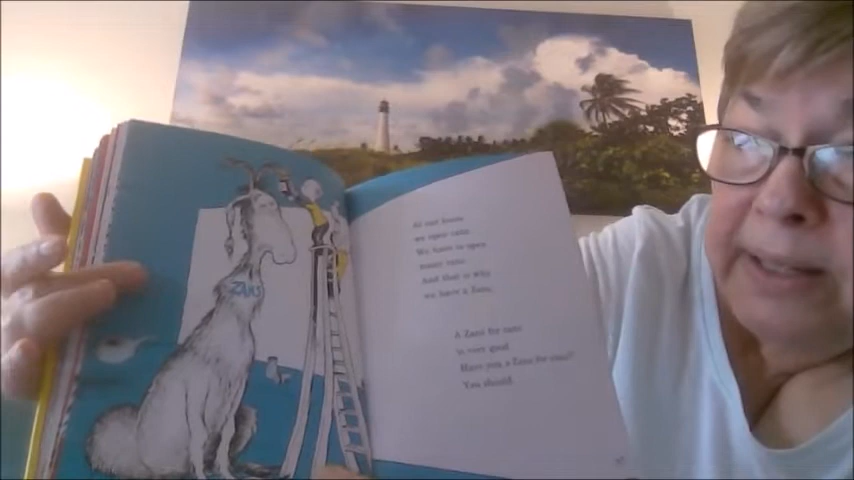 ZANS
At our house
we open cans.
We have to open
many cans.
And that is why
we have a Zans.
A Zans for cans
is very good.
Have you a Zans for cans?
You should.